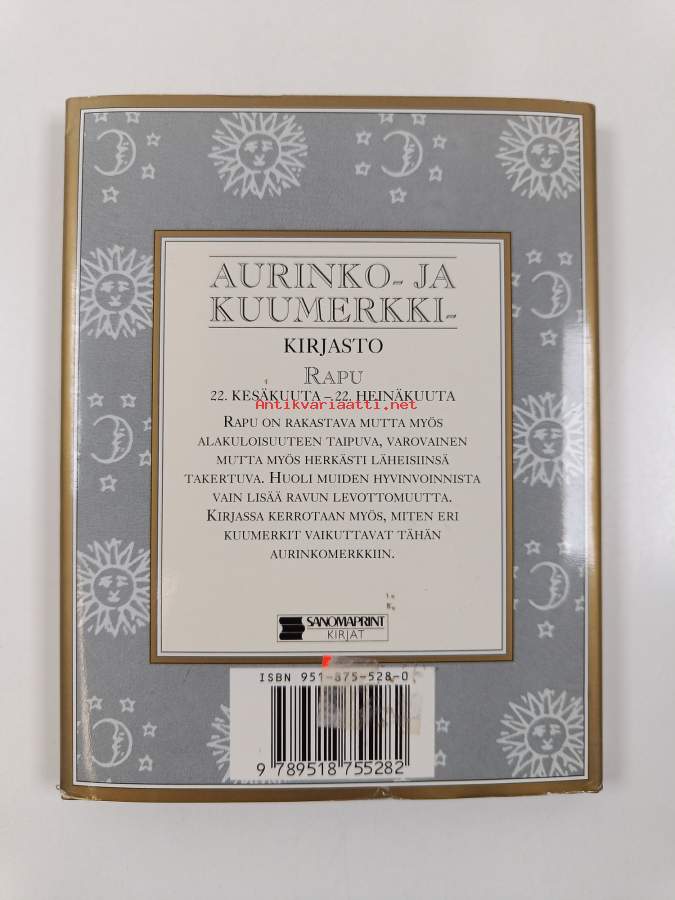 AURINKO- JA
KUUMERKKI-
KIRJASTO
RAPU
22. KESÄKUUTA – 22. HEINÄKUUTA
Antikvariaatti.net
RAPU ON RAKASTAVA MUTTA MYÖS
ALAKULOISUUTEEN TAIPUVA, VAROVAINEN
MUTTA MYÖS HERKÄSTI LÄHEISIINSÄ
TAKERTUVA. HUOLI MUIDEN HYVINVOINNISTA
VAIN LISÄÄ RAVUN LEVOTTOMUUTTA.
KIRJASSA KERROTAAN MYÖS, MITEN ERI
KUUMERKIT VAIKUTTAVAT TÄHÄN
AURINKOMERKKIIN.
SANOMAPRINT
KIRJAT
ISBN 951-875-528-0
9 789518 755282